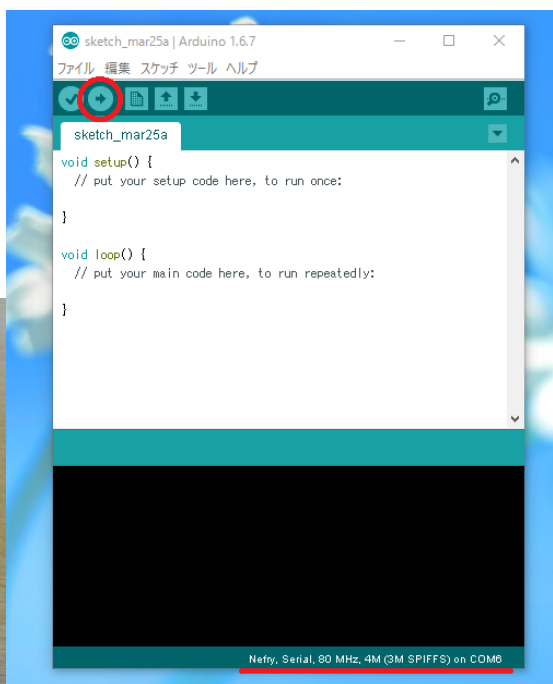 sketch_mar25a | Arduino 1.6.7
ファイル 編集 スケッチ ツール ヘルプ
sketch_mar25a
void setup() {
// put your setup code here, to run once:
}
void loop() {
// put your main code here, to run repeatedly:
}
Nefry, Serial, 80 MHz, 4M (3M SPIFFS) on COM6